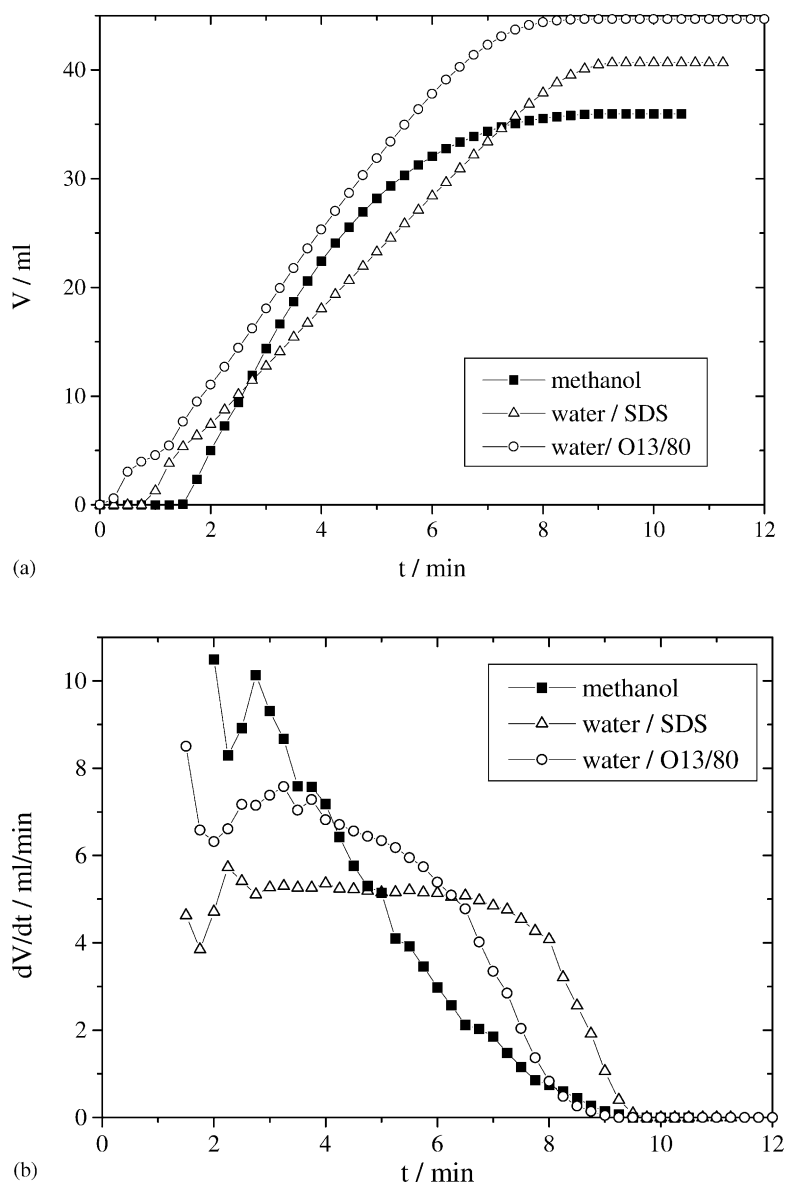 40
30
20
10
0
V / ml
methanol
water / SDS
water/ O13/80
0 2 4 6 8 10 12
t / min
(a)
10
8
6
4
2
0
dV/dt / ml/min
methanol
water / SDS
water / O13/80
0 2 4 6 8 10 12
t / min
(b)